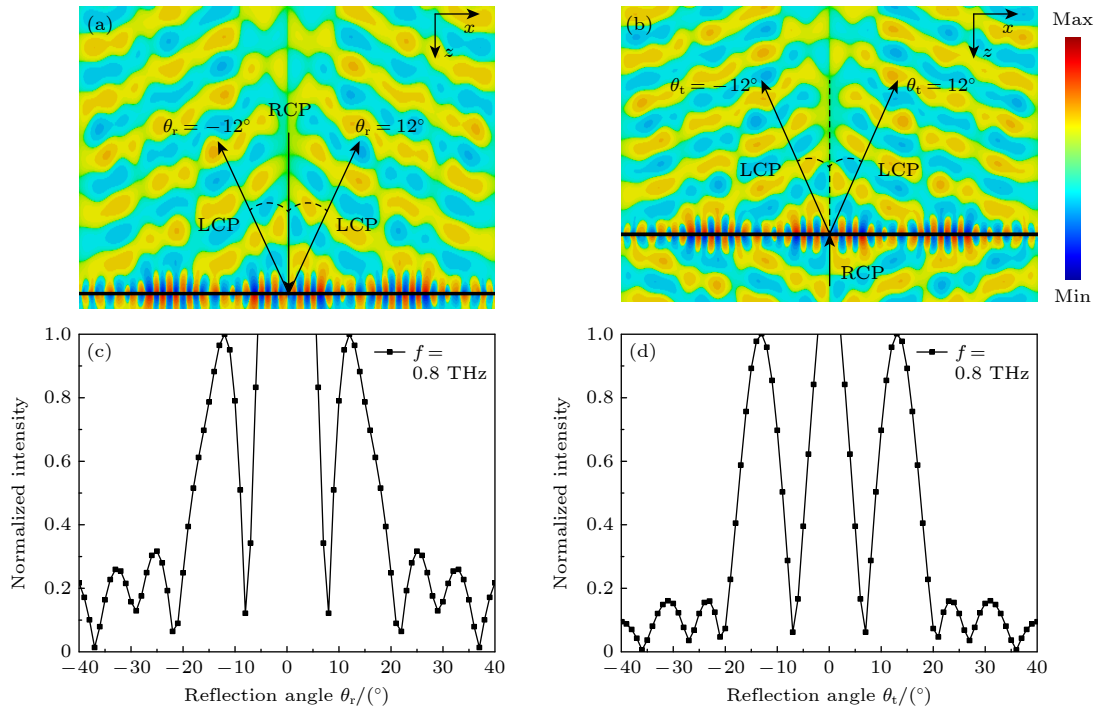 (a)
x
z
RCP
θr = −12°
θr = 12°
LCP
LCP
(b)
x
z
θt = −12°
θt = 12°
LCP
LCP
RCP
Max
Min
(c)
f =
0.8 THz
Normalized intensity
1.0
0.8
0.6
0.4
0.2
0
−40 −30 −20 −10 0 10 20 30 40
Reflection angle θr/(°)
(d)
f =
0.8 THz
Normalized intensity
1.0
0.8
0.6
0.4
0.2
0
−40 −30 −20 −10 0 10 20 30 40
Reflection angle θt/(°)